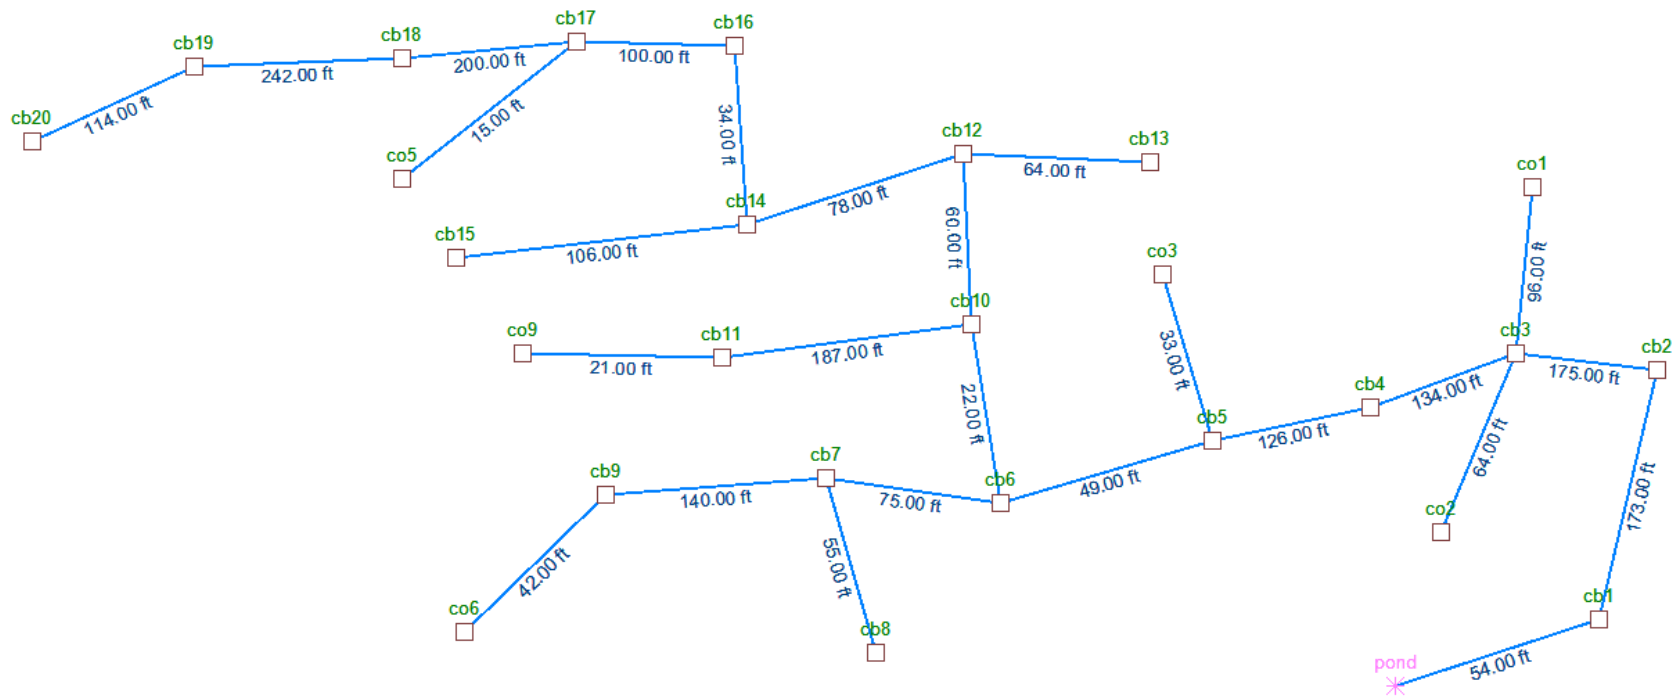 cb17
cb16
cb18
cb19
100.00 ft
200.00 ft
242.00 ft
114.00 ft
cb20
15.00 ft
34.00 ft
cb12
cb13
co5
64.00 ft
co1
78.00 ft
cb14
cb15
106.00 ft
60.00 ft
co3
96.00 ft
cb10
co9
cb11
187.00 ft
21.00 ft
33.00 ft
cb3
cb2
175.00 ft
cb4
134.00 ft
22.00 ft
cb5
126.00 ft
64.00 ft
cb7
cb9
140.00 ft
75.00 ft
cb6
49.00 ft
173.00 ft
co2
55.00 ft
42.00 ft
co6
cb8
cb1
pond
54.00 ft